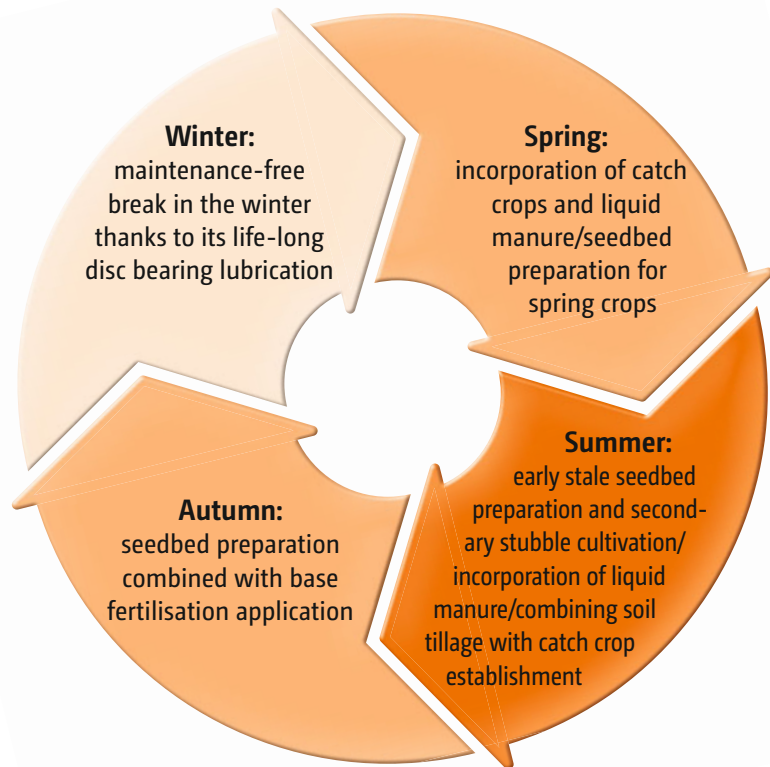 Winter:
maintenance-free
break in the winter
thanks to its life-long
disc bearing lubrication
Spring:
incorporation of catch
crops and liquid
manure/seedbed
preparation for
spring crops
Summer:
early stale seedbed
preparation and second-
ary stubble cultivation/
incorporation of liquid
manure/combining soil
tillage with catch crop
establishment
Autumn:
seedbed preparation
combined with base
fertilisation application